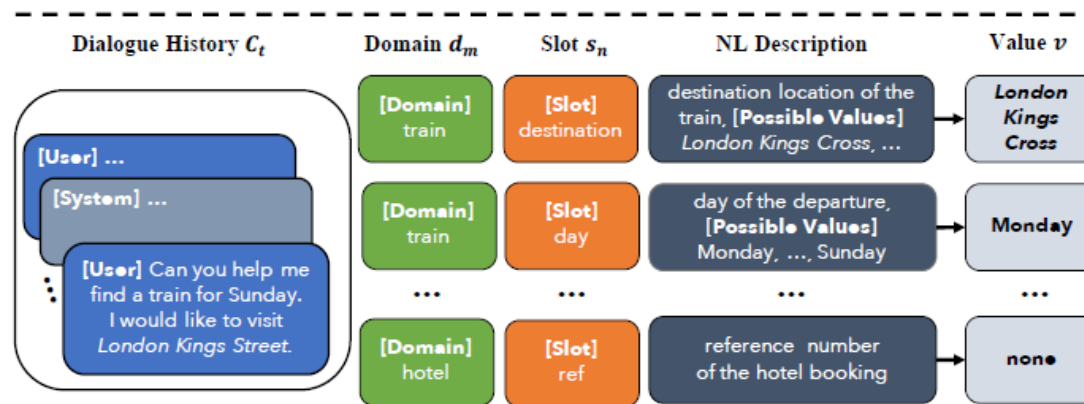 Dialogue History C_t
Domain d_m
Slot s_n
NL Description
Value v
[User] ...
[System] ...
[User] Can you help me
find a train for Sunday.
I would like to visit
London Kings Street.
[Domain]
train
[Slot]
destination
destination location of the
train, [Possible Values]
London Kings Cross, ...
London
Kings
Cross
[Domain]
train
[Slot]
day
day of the departure,
[Possible Values]
Monday, ..., Sunday
Monday
...
...
...
...
[Domain]
hotel
[Slot]
ref
reference number
of the hotel booking
none